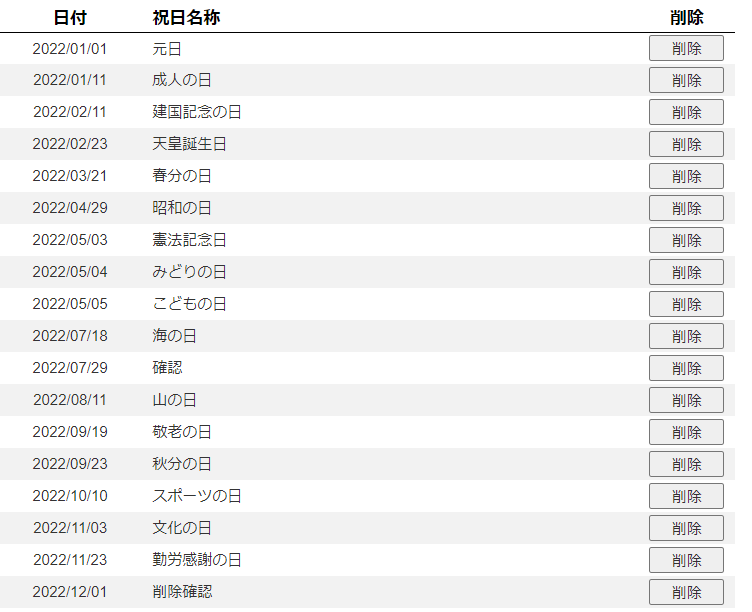 日付 祝日名称 削除
2022/01/01 元日 削除
2022/01/11 成人の日 削除
2022/02/11 建国記念の日 削除
2022/02/23 天皇誕生日 削除
2022/03/21 春分の日 削除
2022/04/29 昭和の日 削除
2022/05/03 憲法記念日 削除
2022/05/04 みどりの日 削除
2022/05/05 こどもの日 削除
2022/07/18 海の日 削除
2022/07/29 確認 削除
2022/08/11 山の日 削除
2022/09/19 敬老の日 削除
2022/09/23 秋分の日 削除
2022/10/10 スポーツの日 削除
2022/11/03 文化の日 削除
2022/11/23 勤労感謝の日 削除
2022/12/01 削除確認 削除